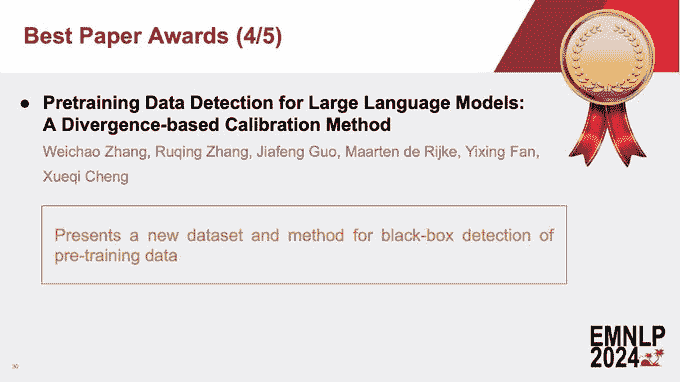 Best Paper Awards (4/5)
● Pretraining Data Detection for Large Language Models:
A Divergence-based Calibration Method
Weichao Zhang, Ruqing Zhang, Jiafeng Guo, Maarten de Rijke, Yixing Fan,
Xueqi Cheng
Presents a new dataset and method for black-box detection of
pre-training data
EMNLP
2024